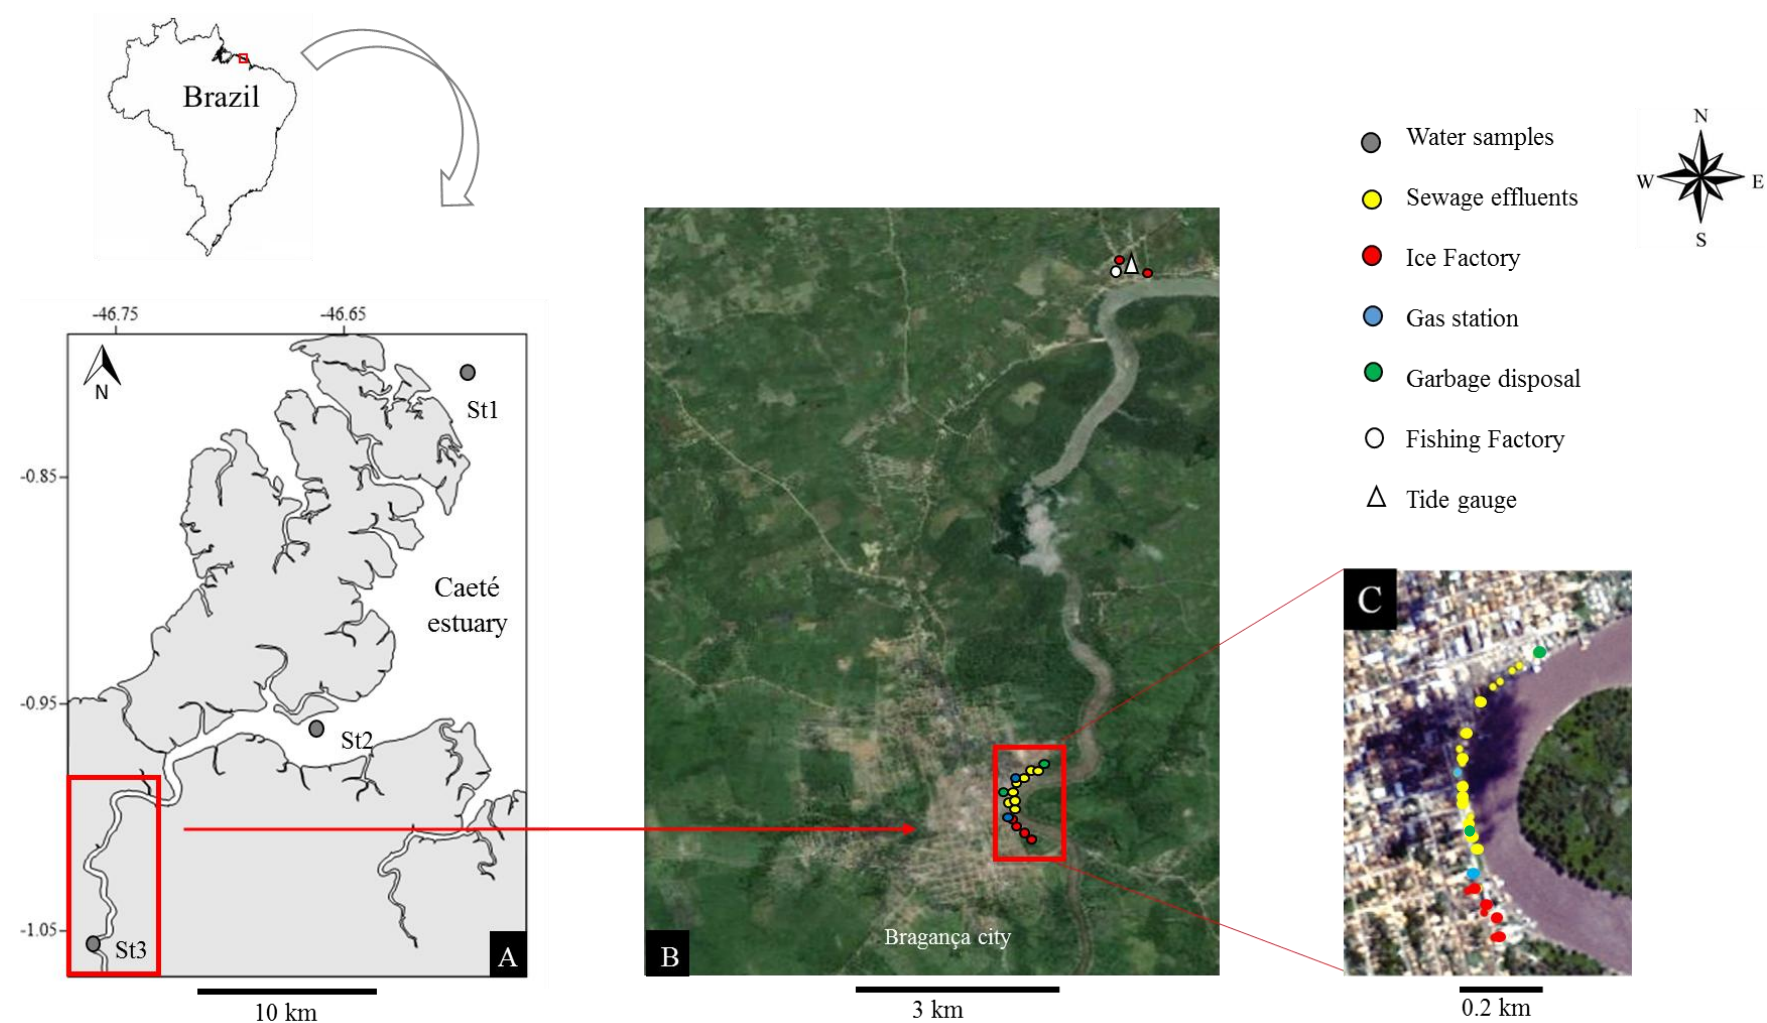 Brazil
-46.75
-46.65
N
St1
-0.85
Caeté
estuary
-0.95
St2
-1.05
St3
A
10 km
Bragança city
B
3 km
Water samples
Sewage effluents
Ice Factory
Gas station
Garbage disposal
Fishing Factory
Tide gauge
N
W
E
S
C
0.2 km